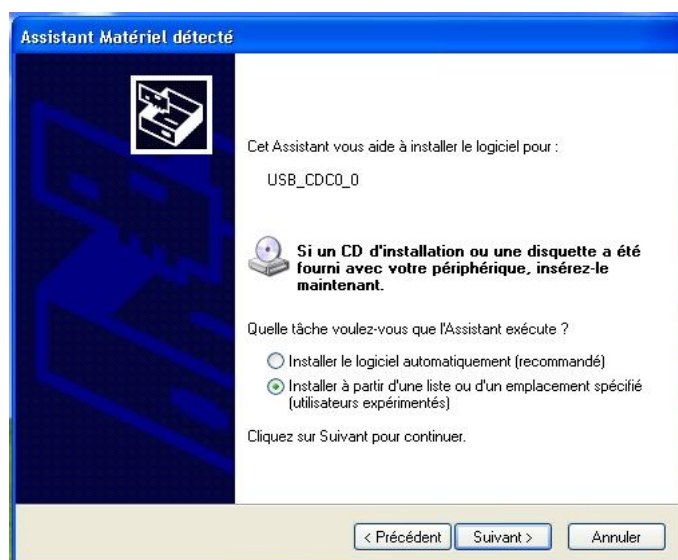 Assistant Matériel détecté
Cet Assistant vous aide à installer le logiciel pour :
USB_CDC0_0
Si un CD d'installation ou une disquette a été
fourni avec votre périphérique, insérez-le
maintenant.
Quelle tâche voulez-vous que l'Assistant exécute ?
Installer le logiciel automatiquement (recommandé)
Installer à partir d'une liste ou d'un emplacement spécifié
(utilisateurs expérimentés)
Cliquez sur Suivant pour continuer.
< Précédent Suivant > Annuler